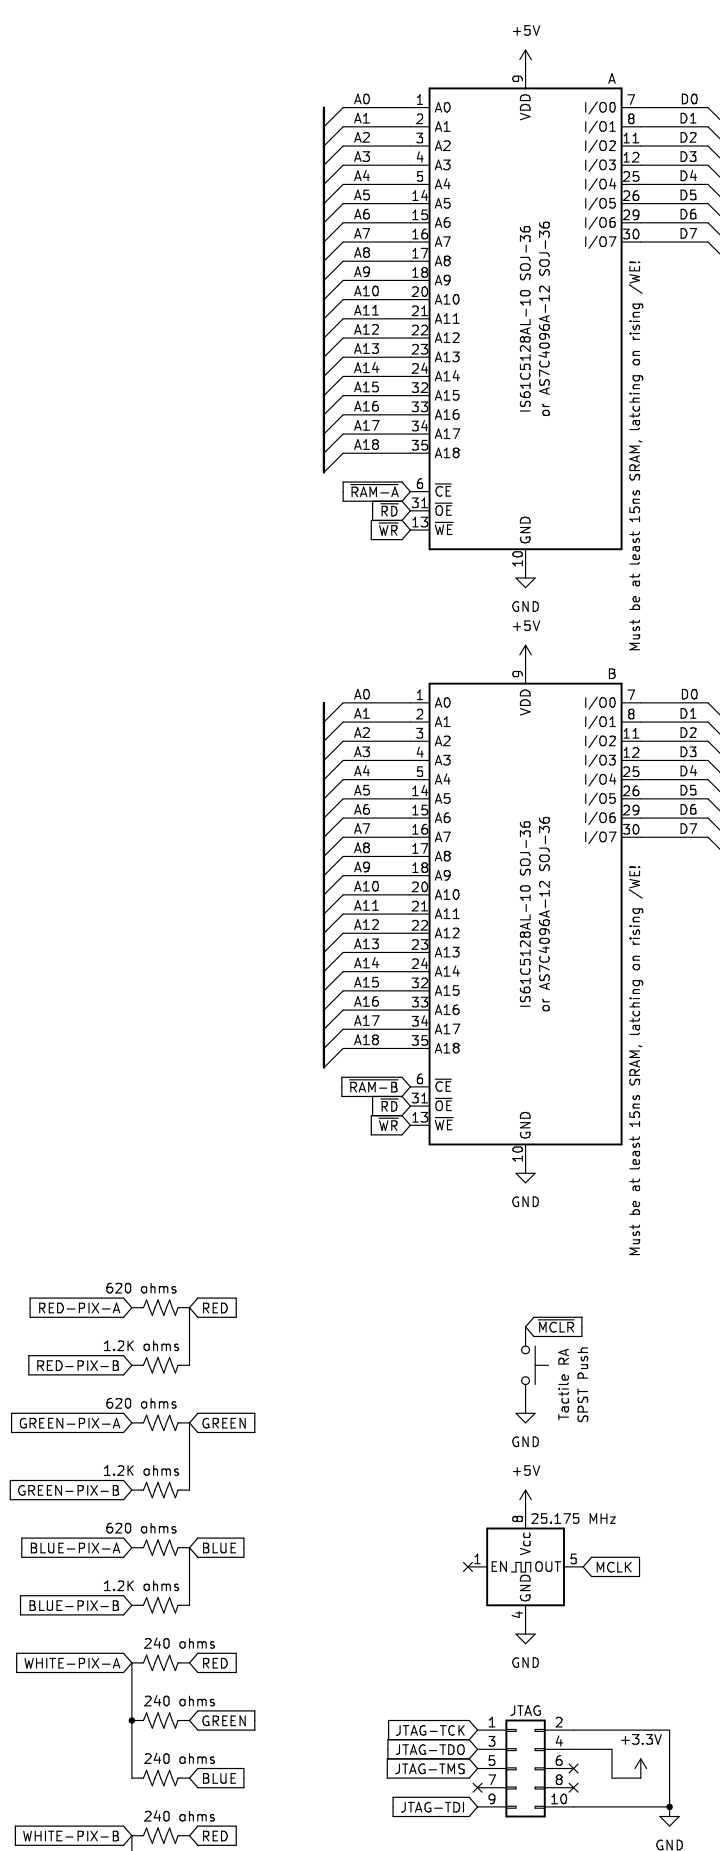 +5V
9
A
VDD
A0 1 A0 I/O0 7 D0
A1 2 A1 I/O1 8 D1
A2 3 A2 I/O2 11 D2
A3 4 A3 I/O3 12 D3
A4 5 A4 I/O4 25 D4
A5 14 A5 I/O5 26 D5
A6 15 A6 I/O6 29 D6
A7 16 A7 I/O7 30 D7
A8 17 A8
A9 18 A9
A10 20 A10
A11 21 A11
A12 22 A12
A13 23 A13
A14 24 A14
A15 32 A15
A16 33 A16
A17 34 A17
A18 35 A18
IS61C5128AL-10 SOJ-36
or AS7C4096A-12 SOJ-36
Must be at least 15ns SRAM, latching on rising /WE!
RAM-A 6 CE
RD 31 OE
WR 13 WE
GND
10
GND
+5V
9
B
VDD
A0 1 A0 I/O0 7 D0
A1 2 A1 I/O1 8 D1
A2 3 A2 I/O2 11 D2
A3 4 A3 I/O3 12 D3
A4 5 A4 I/O4 25 D4
A5 14 A5 I/O5 26 D5
A6 15 A6 I/O6 29 D6
A7 16 A7 I/O7 30 D7
A8 17 A8
A9 18 A9
A10 20 A10
A11 21 A11
A12 22 A12
A13 23 A13
A14 24 A14
A15 32 A15
A16 33 A16
A17 34 A17
A18 35 A18
IS61C5128AL-10 SOJ-36
or AS7C4096A-12 SOJ-36
Must be at least 15ns SRAM, latching on rising /WE!
RAM-B 6 CE
RD 31 OE
WR 13 WE
GND
10
GND
620 ohms
RED-PIX-A RED
1.2K ohms
RED-PIX-B
620 ohms
GREEN-PIX-A GREEN
1.2K ohms
GREEN-PIX-B
620 ohms
BLUE-PIX-A BLUE
1.2K ohms
BLUE-PIX-B
240 ohms
WHITE-PIX-A RED
240 ohms
GREEN
240 ohms
BLUE
240 ohms
WHITE-PIX-B RED
MCLR
Tactile RA
SPST Push
GND
+5V
8 25.175 MHz
Vcc
1 EN OUT 5 MCLK
GND
4
GND
JTAG
JTAG-TCK 1 2
JTAG-TDO 3 4 +3.3V
JTAG-TMS 5 6
7 8
JTAG-TDI 9 10
GND